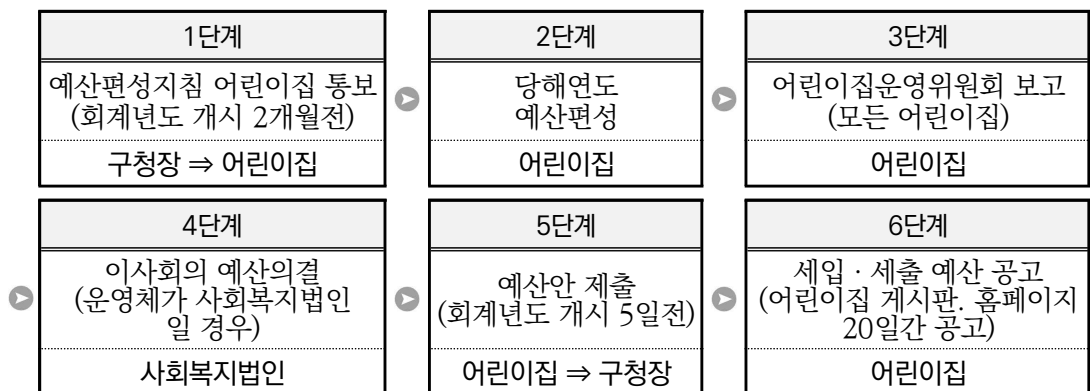 1단계
예산편성지침 어린이집 통보
(회계년도 개시 2개월전)
구청장 ⇒ 어린이집
2단계
당해연도
예산편성
어린이집
3단계
어린이집운영위원회 보고
(모든 어린이집)
어린이집
4단계
이사회의 예산의결
(운영체가 사회복지법인
일 경우)
사회복지법인
5단계
예산안 제출
(회계년도 개시 5일전)
어린이집 ⇒ 구청장
6단계
세입 · 세출 예산 공고
(어린이집 게시판. 홈페이지
20일간 공고)
어린이집